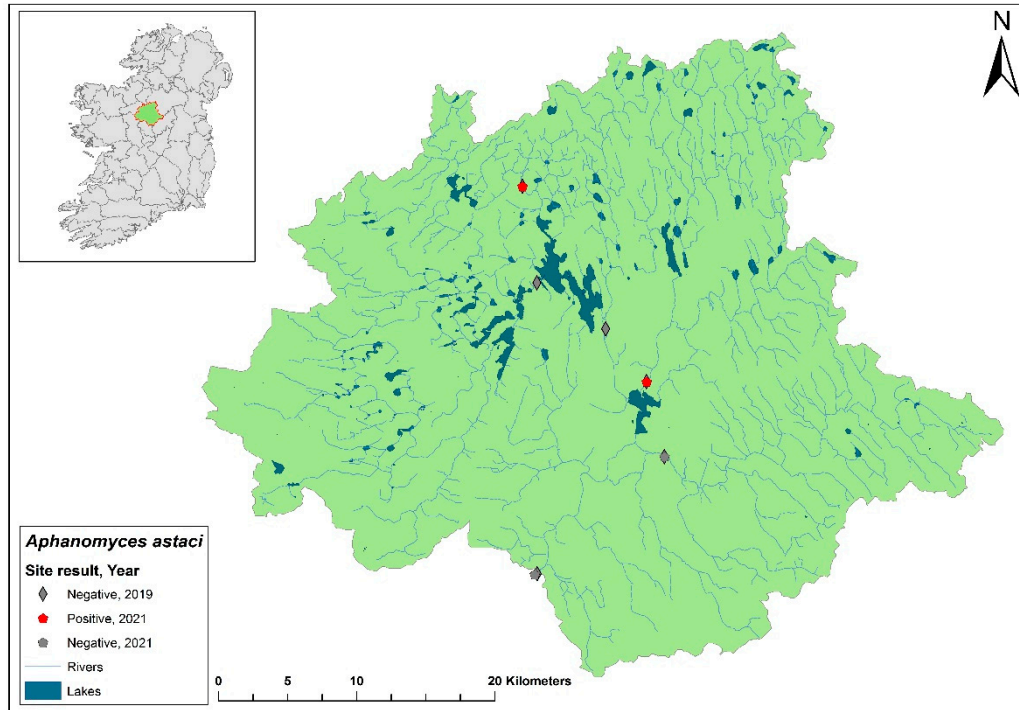 N
Aphanomyces astaci
Site result, Year
Negative, 2019
Positive, 2021
Negative, 2021
Rivers
Lakes
0 5 10 20 Kilometers